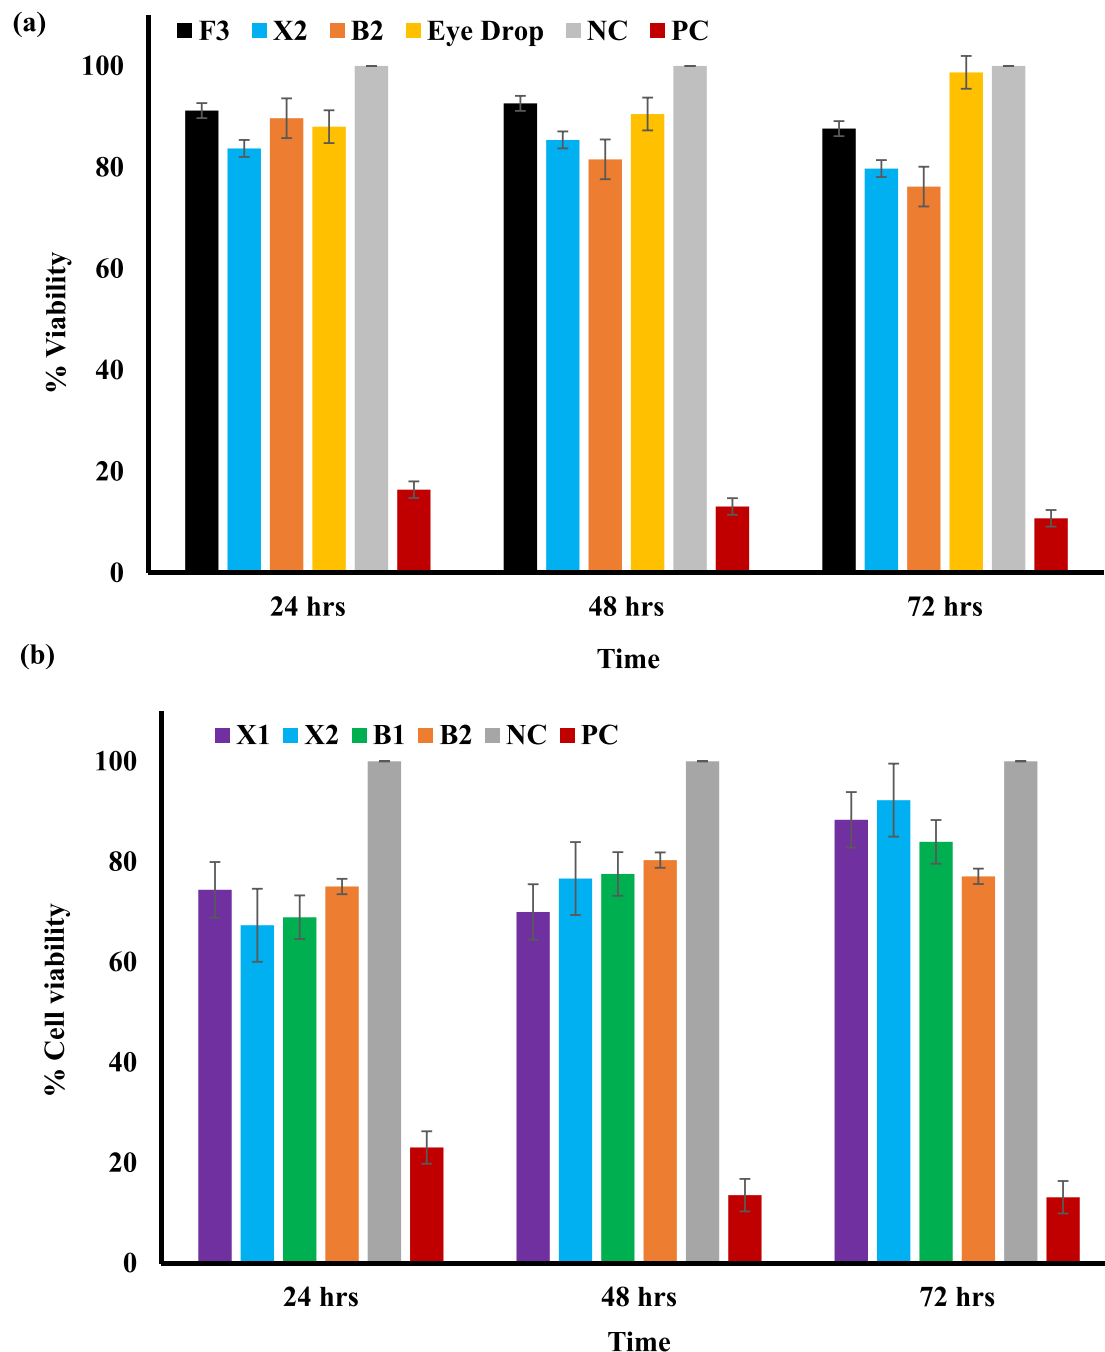 (a)
F3 X2 B2 Eye Drop NC PC
100
80
60
40
20
0
% Viability
24 hrs 48 hrs 72 hrs
Time
(b)
X1 X2 B1 B2 NC PC
100
80
60
40
20
0
% Cell viability
24 hrs 48 hrs 72 hrs
Time